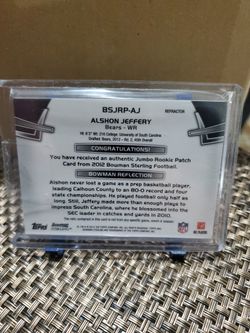 BSJRP-AJ
REFRACTOR
ALSHON JEFFERY
Bears - WR
CONGRATULATIONS!
You have received an authentic Jumbo Rookie Patch
Card from 2012 Bowman Sterling Football.
BOWMAN REFLECTION
Alshon never lost a game as a prep basketball player,
leading Calhoun County to an 80-0 record and four
state championships. He played football only half as
long. Still, Jeffery made more than enough plays to
impress South Carolina, where he blossomed into the
SEC leader in catches and yards in 2010.
Topps
NFL